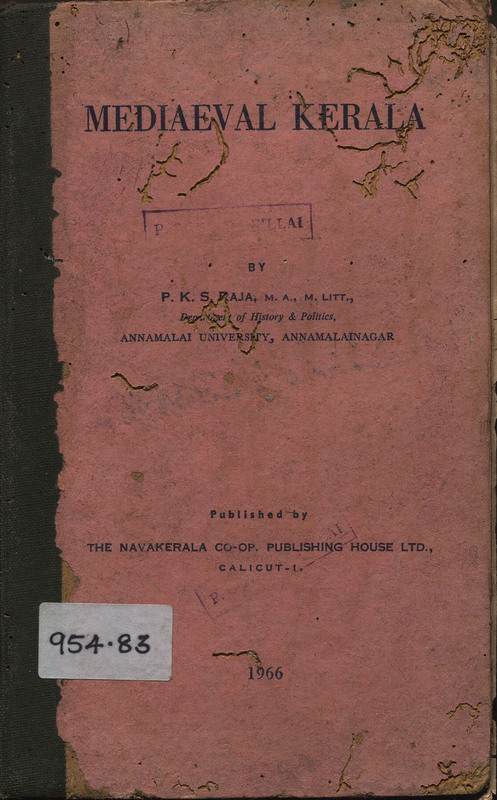 MEDIAEVAL KERALA
BY
P. K. S. RAJA, M. A., M. LITT.,
Department of History & Politics,
ANNAMALAI UNIVERSITY, ANNAMALAINAGAR
Published by
THE NAVAKERALA CO-OP. PUBLISHING HOUSE LTD.,
CALICUT-1.
954.83
1966